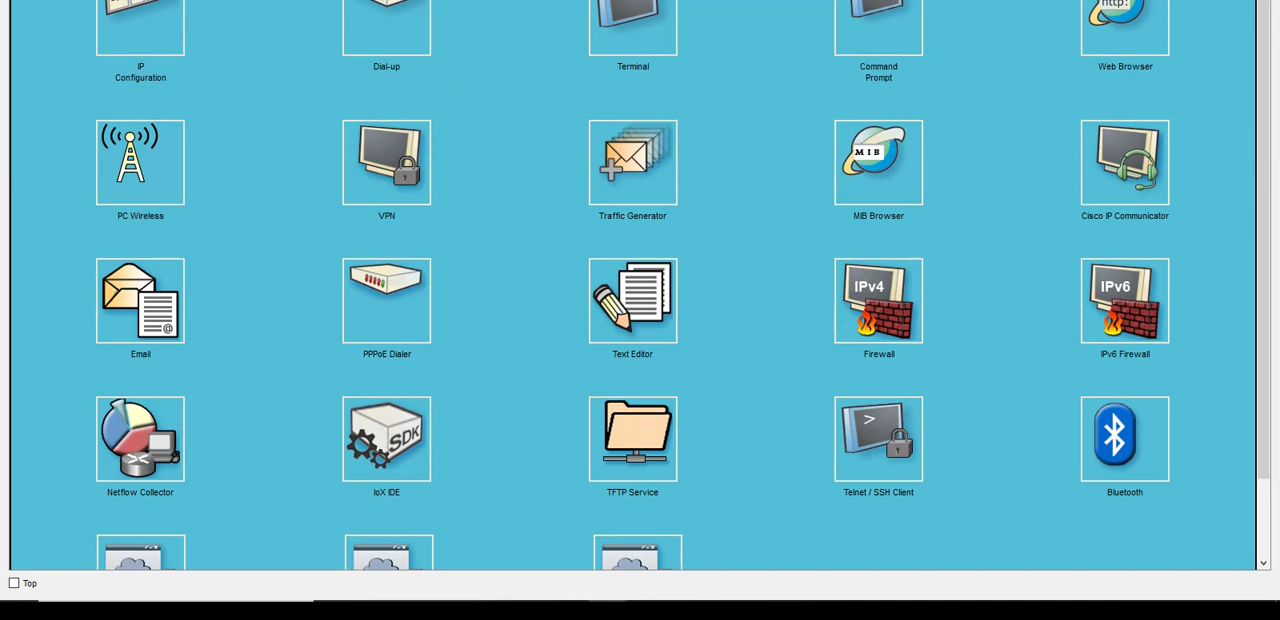 http:
IP
Configuration
Dial-up
Terminal
Command
Prompt
Web Browser
MIB
PC Wireless
VPN
Traffic Generator
MIB Browser
Cisco IP Communicator
@
IPv4
IPv6
Email
PPPoE Dialer
Text Editor
Firewall
IPv6 Firewall
SDK
>
Netflow Collector
IoX IDE
TFTP Service
Telnet / SSH Client
Bluetooth
Top